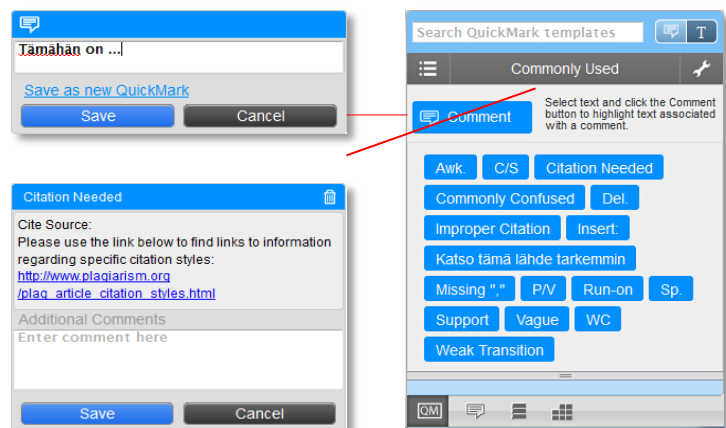 Tämähän on ...
Save as new QuickMark
Save
Cancel
Citation Needed
Cite Source:
Please use the link below to find links to information
regarding specific citation styles:
http://www.plagiarism.org
/plag_article_citation_styles.html
Additional Comments
Enter comment here
Save
Cancel
Search QuickMark templates
T
Commonly Used
Comment
Select text and click the Comment
button to highlight text associated
with a comment.
Awk. C/S Citation Needed
Commonly Confused Del.
Improper Citation Insert:
Katso tämä lähde tarkemmin
Missing "," P/V Run-on Sp.
Support Vague WC
Weak Transition
QM